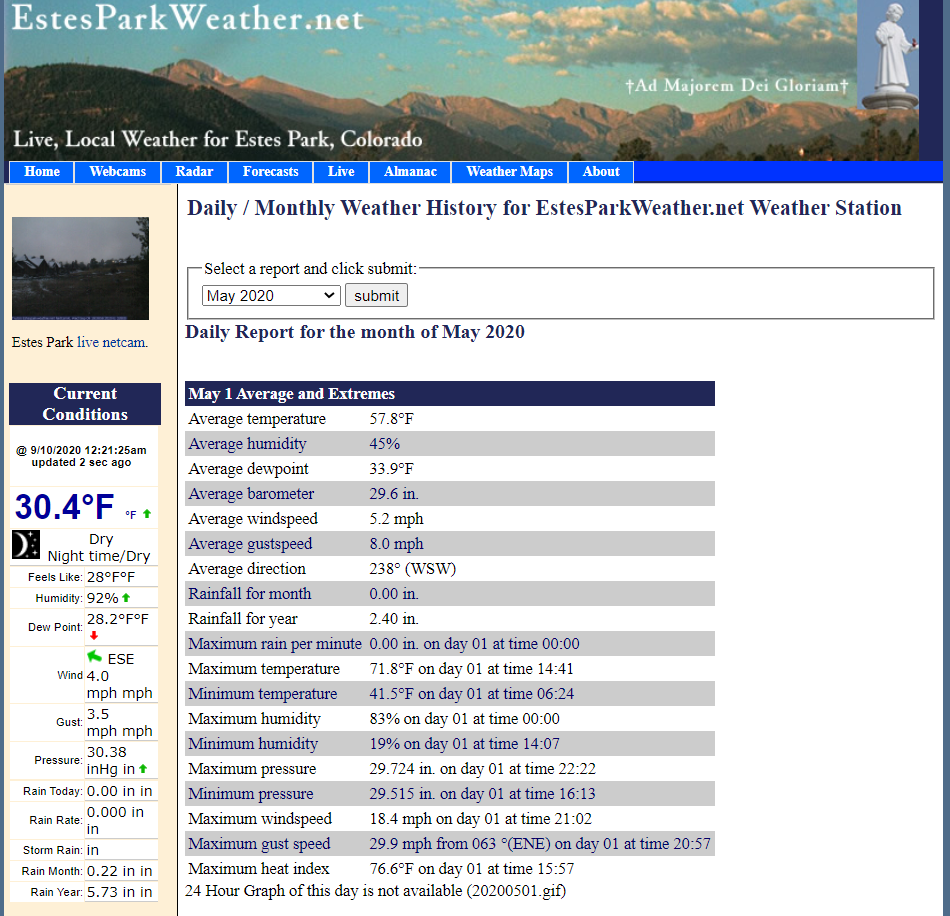 EstesParkWeather.net
†Ad Majorem Dei Gloriam†
Live, Local Weather for Estes Park, Colorado
Home Webcams Radar Forecasts Live Almanac Weather Maps About
Estes Park live netcam.
Current
Conditions
@ 9/10/2020 12:21:25am
updated 2 sec ago
30.4°F °F
Dry
Night time/Dry
Feels Like: 28°F°F
Humidity: 92%
Dew Point: 28.2°F°F
Wind ESE
4.0
mph mph
Gust: 3.5
mph mph
Pressure: 30.38
inHg in
Rain Today: 0.00 in in
Rain Rate: 0.000 in
in
Storm Rain: in
Rain Month: 0.22 in in
Rain Year: 5.73 in in
Daily / Monthly Weather History for EstesParkWeather.net Weather Station
Select a report and click submit:
May 2020 submit
Daily Report for the month of May 2020
May 1 Average and Extremes
Average temperature 57.8°F
Average humidity 45%
Average dewpoint 33.9°F
Average barometer 29.6 in.
Average windspeed 5.2 mph
Average gustspeed 8.0 mph
Average direction 238° (WSW)
Rainfall for month 0.00 in.
Rainfall for year 2.40 in.
Maximum rain per minute 0.00 in. on day 01 at time 00:00
Maximum temperature 71.8°F on day 01 at time 14:41
Minimum temperature 41.5°F on day 01 at time 06:24
Maximum humidity 83% on day 01 at time 00:00
Minimum humidity 19% on day 01 at time 14:07
Maximum pressure 29.724 in. on day 01 at time 22:22
Minimum pressure 29.515 in. on day 01 at time 16:13
Maximum windspeed 18.4 mph on day 01 at time 21:02
Maximum gust speed 29.9 mph from 063 °(ENE) on day 01 at time 20:57
Maximum heat index 76.6°F on day 01 at time 15:57
24 Hour Graph of this day is not available (20200501.gif)